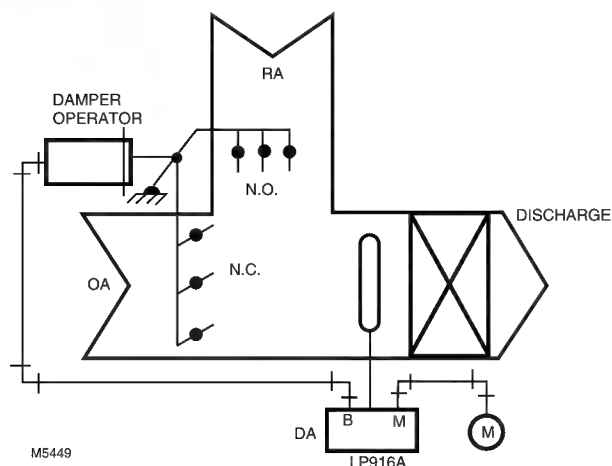 RA
DAMPER
OPERATOR
N.O.
DISCHARGE
OA
N.C.
B
M
DA
M
M5449
LP916A